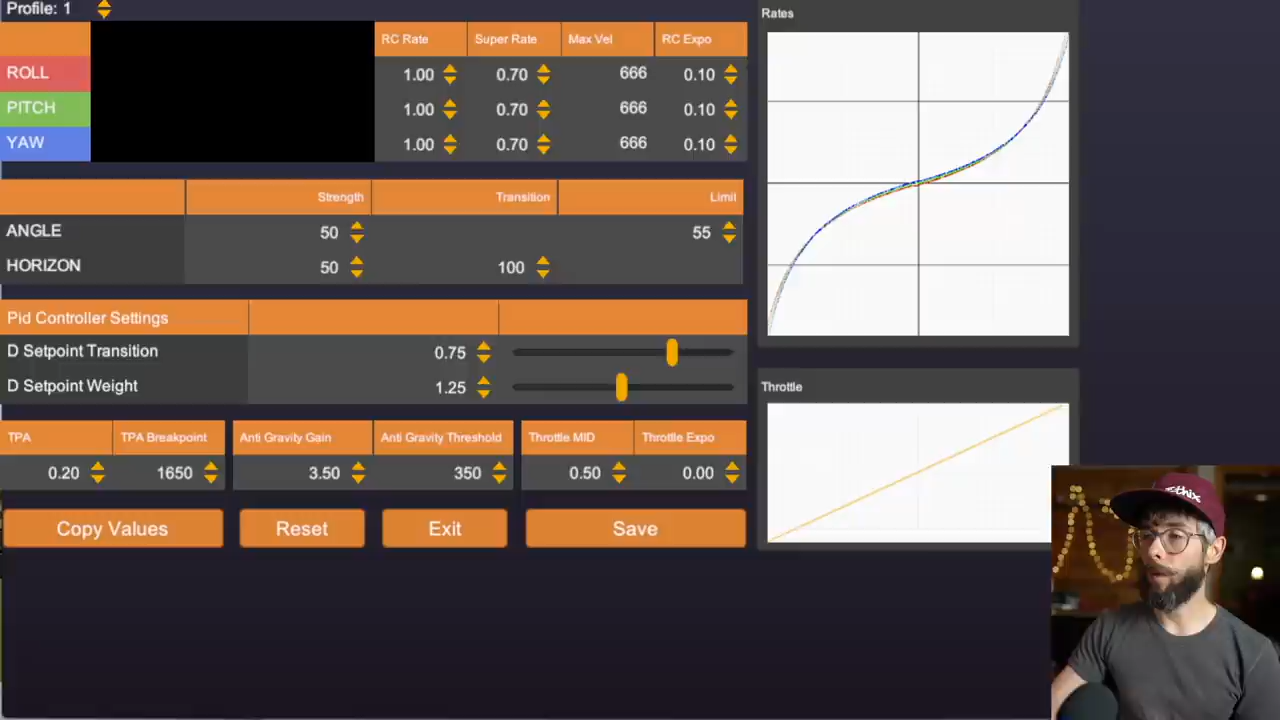 Profile: 1
RC Rate Super Rate Max Vel RC Expo
ROLL 1.00 0.70 666 0.10
PITCH 1.00 0.70 666 0.10
YAW 1.00 0.70 666 0.10
Strength Transition Limit
ANGLE 50 55
HORIZON 50 100
Pid Controller Settings
D Setpoint Transition 0.75
D Setpoint Weight 1.25
TPA TPA Breakpoint Anti Gravity Gain Anti Gravity Threshold Throttle MID Throttle Expo
0.20 1650 3.50 350 0.50 0.00
Copy Values Reset Exit Save
Rates
Throttle
ethix